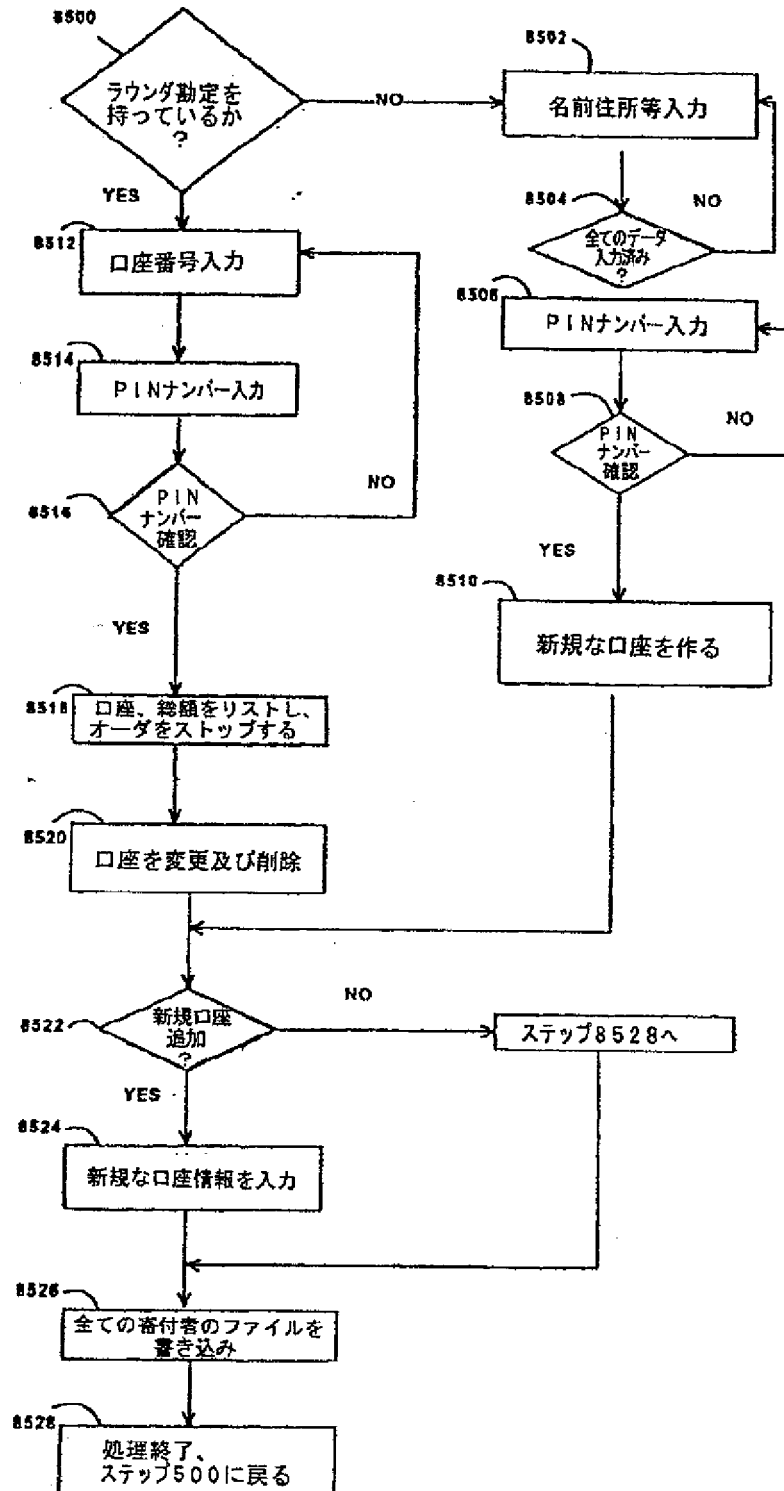 8500
ラウンダ勘定を
持っているか
?
NO
8502
名前住所等入力
YES
8504
NO
全てのデータ
入力済み
?
8512
口座番号入力
8506
PINナンバー入力
8514
PINナンバー入力
8508
PIN
ナンバー
確認
NO
8516
PIN
ナンバー
確認
NO
YES
8510
新規な口座を作る
YES
8518
口座、総額をリストし、
オーダをストップする
8520
口座を変更及び削除
8522
新規口座
追加
?
NO
ステップ8528へ
YES
8524
新規な口座情報を入力
8526
全ての寄付者のファイルを
書き込み
8528
処理終了、
ステップ500に戻る